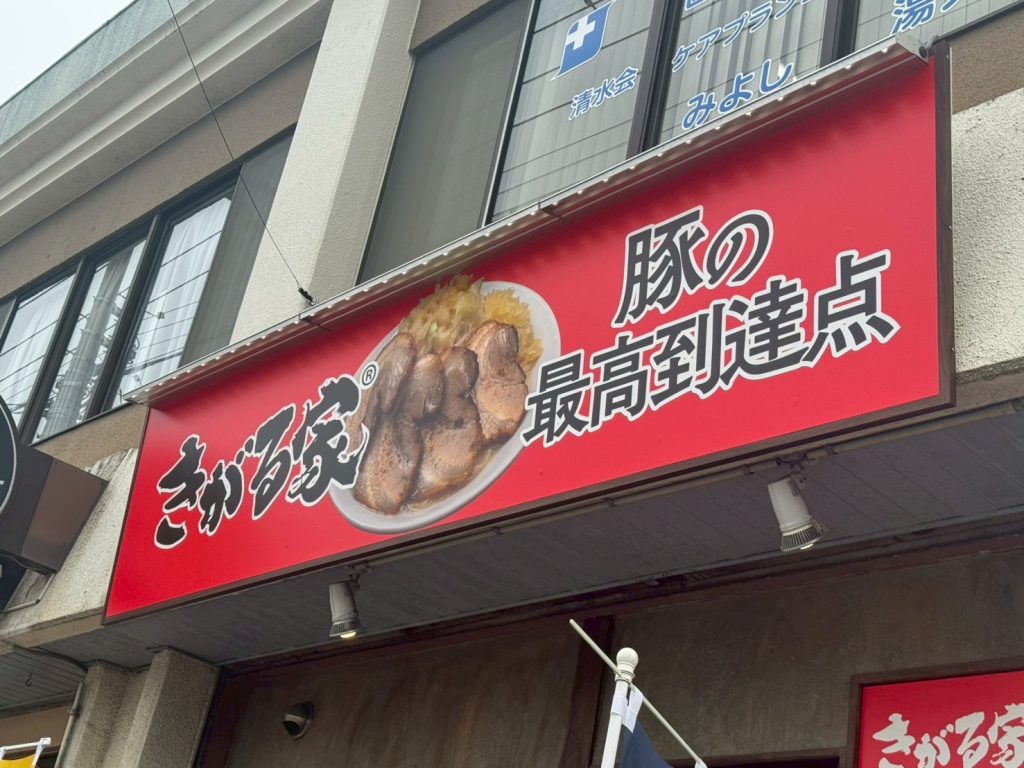 清水会
ケアプラン
みよし
湯
きがる家®
豚の
最高到達点
きがる家